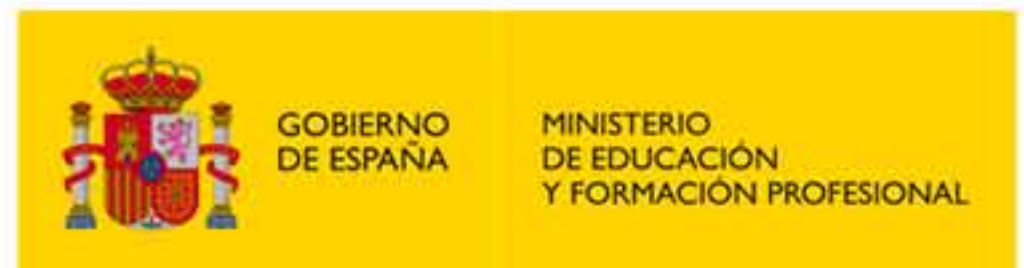 GOBIERNO
DE ESPAÑA
MINISTERIO
DE EDUCACIÓN
Y FORMACIÓN PROFESIONAL